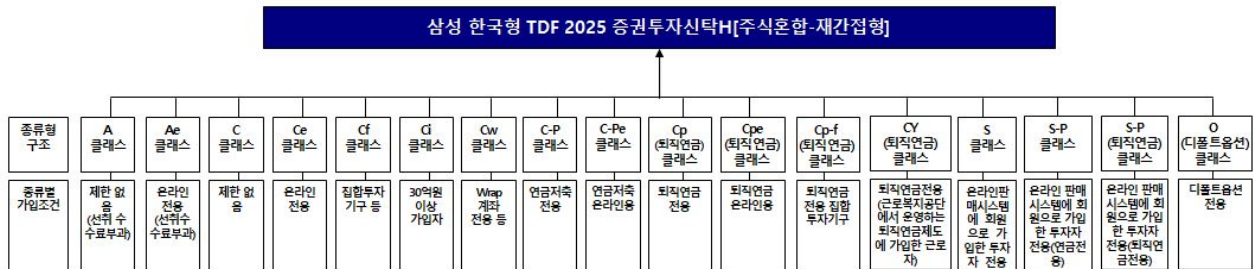 삼성 한국형 TDF 2025 증권투자신탁H[주식혼합-재간접형]
종류형
구조
A
클래스
Ae
클래스
C
클래스
Ce
클래스
Cf
클래스
Ci
클래스
Cw
클래스
C-P
클래스
C-Pe
클래스
Cp
(퇴직연금)
클래스
Cpe
(퇴직연금)
클래스
Cp-f
(퇴직연금)
클래스
CY
(퇴직연금)
클래스
S
클래스
S-P
클래스
S-P
(퇴직연금)
클래스
O
(디폴트옵션)
클래스
종류별
가입조건
제한 없
음
(선취 수
수료부과)
온라인
전용
(선취수
수료부과)
제한 없
음
온라인
전용
집합투자
기구 등
30억원
이상
가입자
Wrap
계좌
전용 등
연금저축
전용
연금저축
온라인용
퇴직연금
전용
퇴직연금
온라인용
퇴직연금
전용 집합
투자기구
퇴직연금전용
(근로복지공단
에서 운영하는
퇴직연금제도
에 가입한 근로
자)
온라인판
매시스템
에 회원
으로 가
입한 투자
자 전용
온라인 판매
시스템에 회
원으로 가입
한 투자자
전용(연금전
용)
온라인 판매
시스템에 회
원으로 가입
한 투자자
전용(퇴직연
금전용)
디폴트옵션
전용